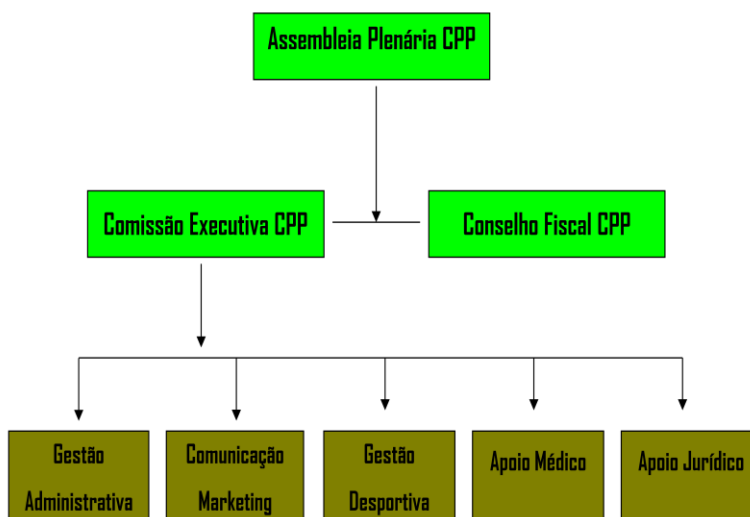 Assembleia Plenária CPP
Comissão Executiva CPP
Conselho Fiscal CPP
Gestão
Administrativa
Comunicação
Marketing
Gestão
Desportiva
Apoio Médico
Apoio Jurídico